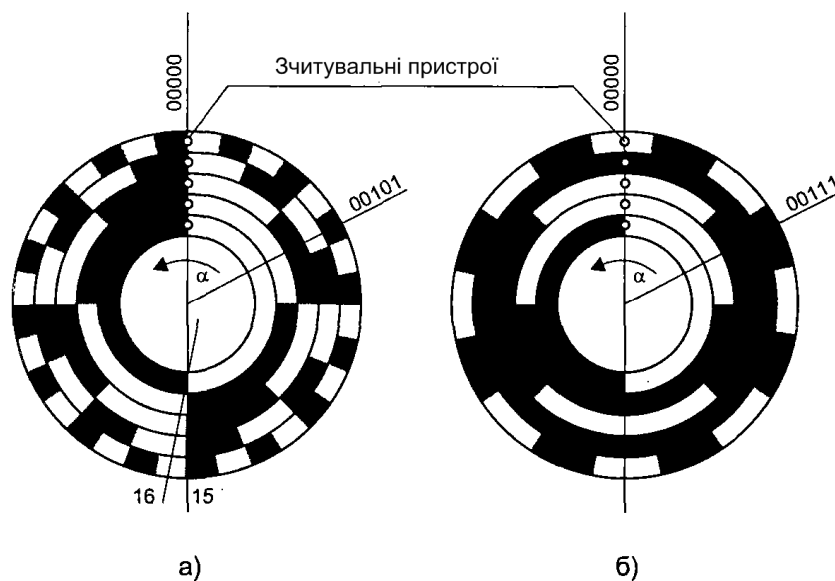 00000
Зчитувальні пристрої
00000
00101
00111
α
α
16
15
а)
б)